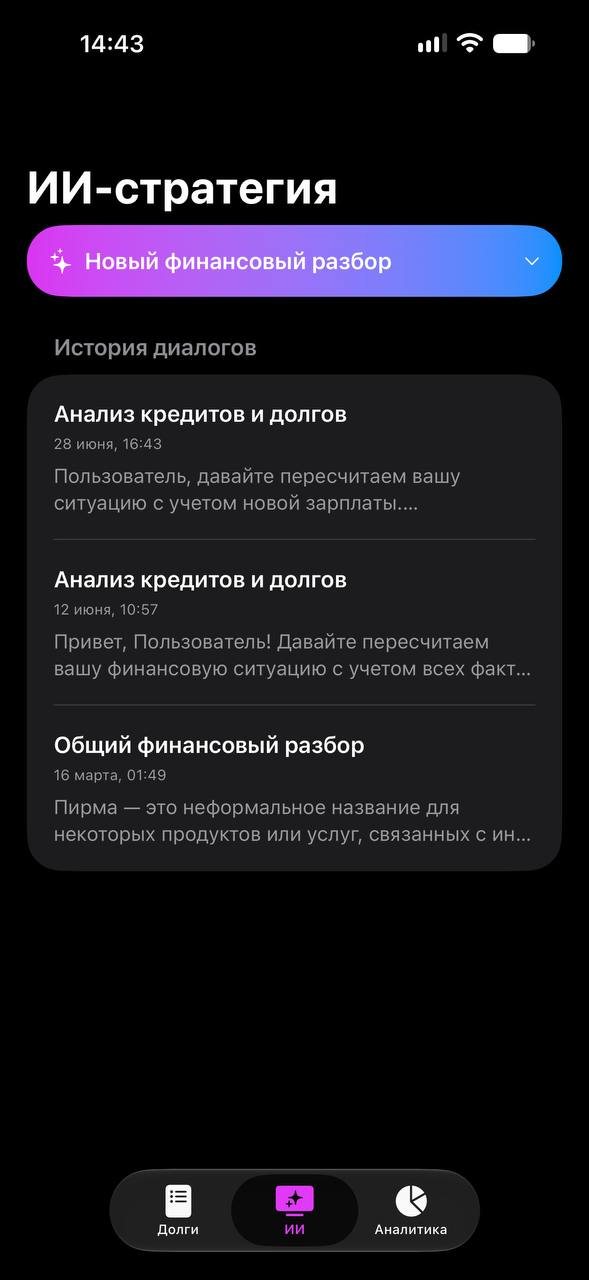 14:43
ИИ-стратегия
Новый финансовый разбор
История диалогов
Анализ кредитов и долгов
28 июня, 16:43
Пользователь, давайте пересчитаем вашу
ситуацию с учетом новой зарплаты....
Анализ кредитов и долгов
12 июня, 10:57
Привет, Пользователь! Давайте пересчитаем
вашу финансовую ситуацию с учетом всех факт...
Общий финансовый разбор
16 марта, 01:49
Пирма — это неформальное название для
некоторых продуктов или услуг, связанных с ин...
Долги
ИИ
Аналитика